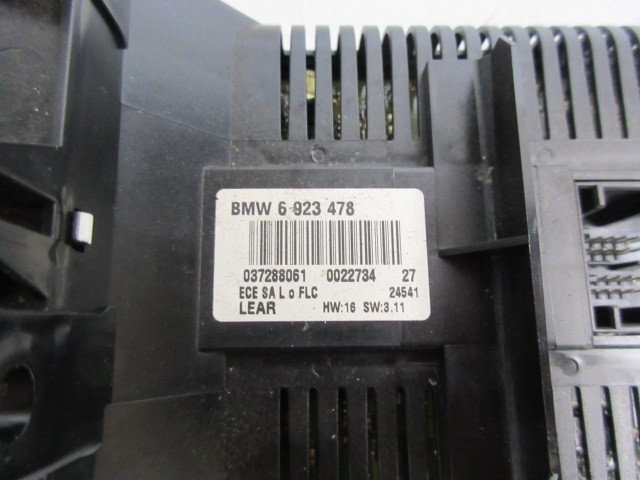 BMW 6 923 478
037288061 0022734 27
ECE SA L o FLC 24541
LEAR HW:16 SW:3.11